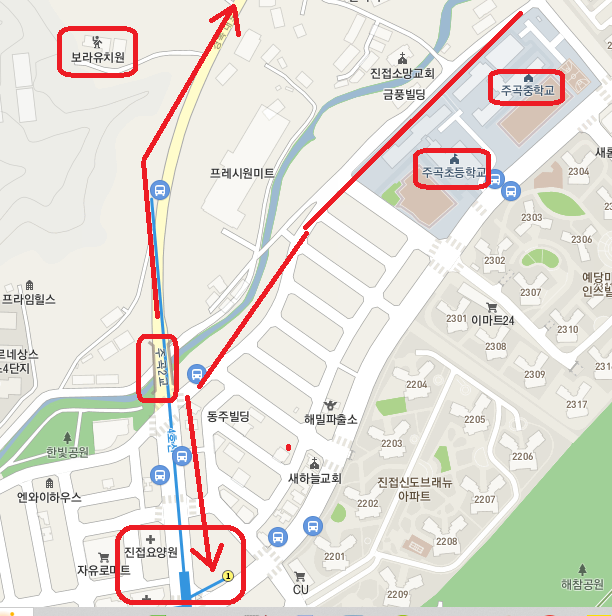 보라유치원
진접소망교회
금풍빌딩
주곡중학교
새롬
프레시원미트
주곡초등학교
2304
2303
2306
2302
2301
2307
예당마
인스빌
프라임힐스
이마트24
2308
2310
르네상스
4단지
주곡2교
2309
2317
2204
동주빌딩
해밀파출소
2205
4호선
한빛공원
2203
2206
새하늘교회
진접신도브래뉴
아파트
엔와이하우스
2207
2202
2208
진접요양원
자유로마트
2201
1
CU
해참공원